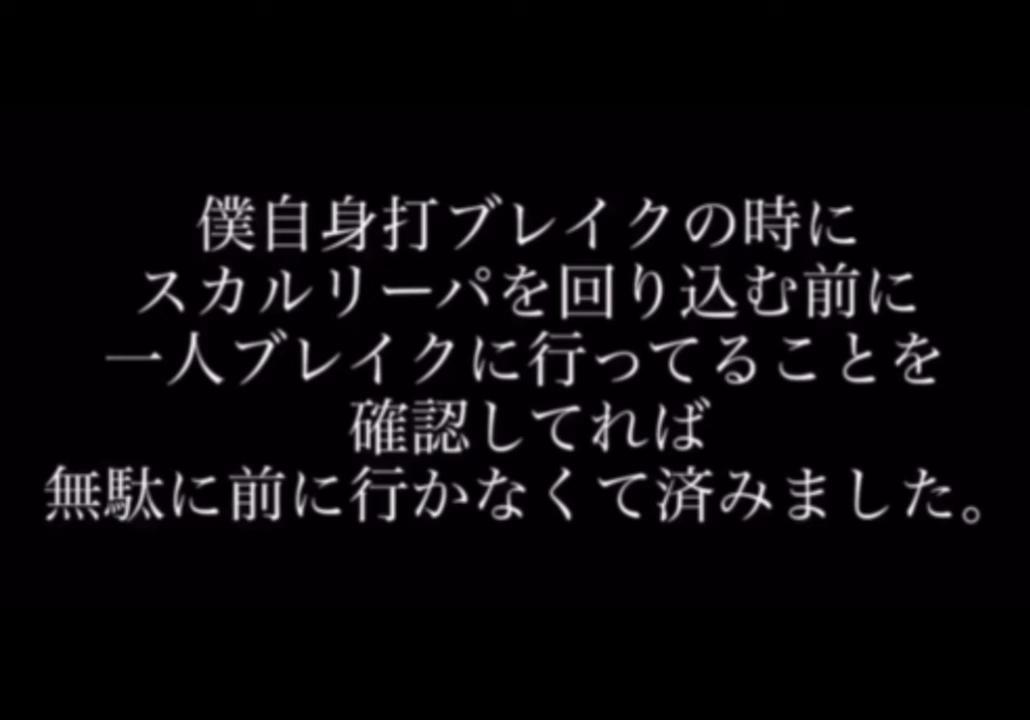 僕自身打ブレイクの時に
スカルリーパを回り込む前に
一人ブレイクに行ってることを
確認してれば
無駄に前に行かなくて済みました。